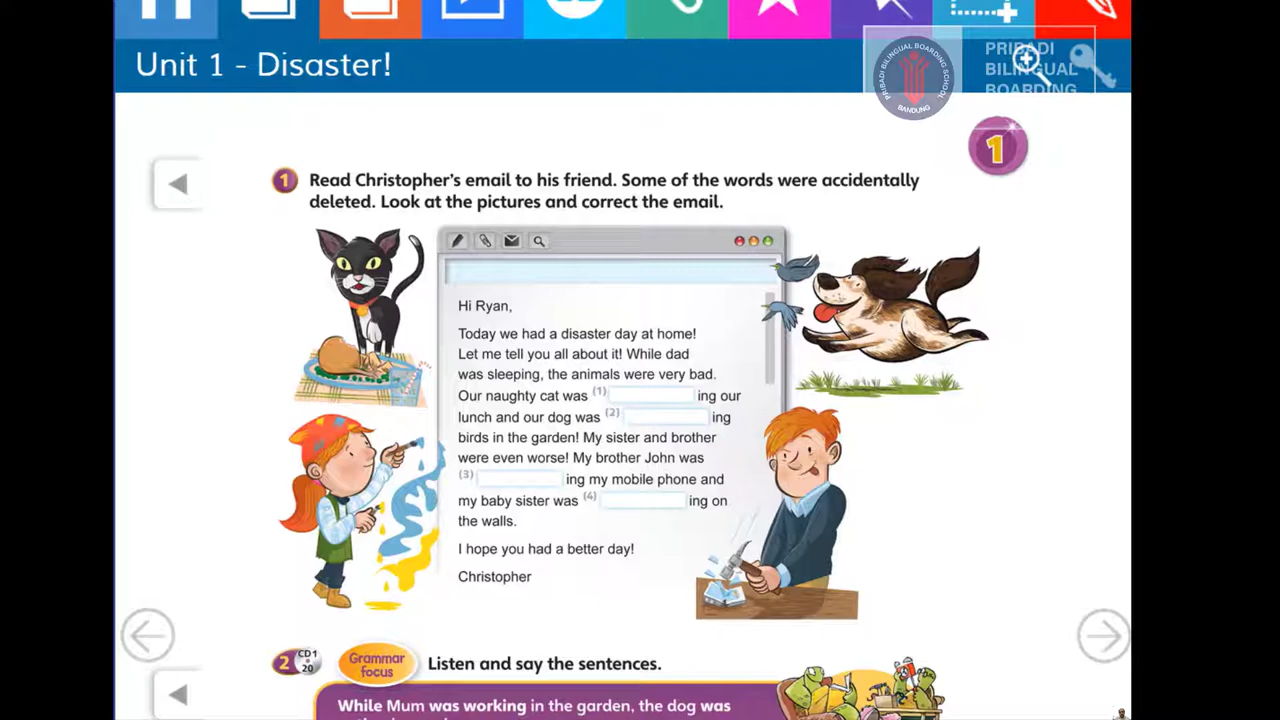 Unit 1 - Disaster!
PRIBADI
BILINGUAL
BOARDING
PRIBADI BILINGUAL BOARDING SCHOOL
BANDUNG
1
1 Read Christopher's email to his friend. Some of the words were accidentally
deleted. Look at the pictures and correct the email.
Hi Ryan,
Today we had a disaster day at home!
Let me tell you all about it! While dad
was sleeping, the animals were very bad.
Our naughty cat was (1) ing our
lunch and our dog was (2) ing
birds in the garden! My sister and brother
were even worse! My brother John was
(3) ing my mobile phone and
my baby sister was (4) ing on
the walls.
I hope you had a better day!
Christopher
2 CD1 20 Grammar focus Listen and say the sentences.
While Mum was working in the garden, the dog was